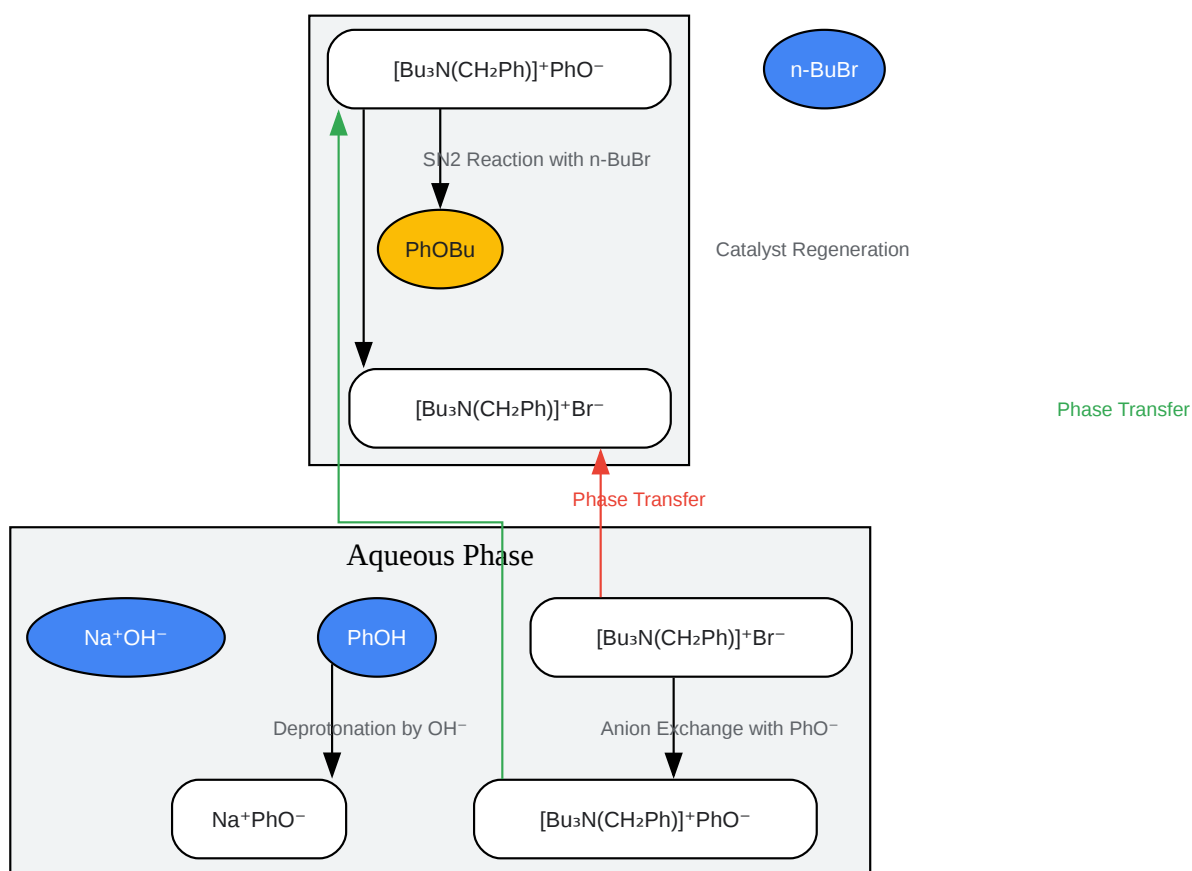 [Bu₃N(CH₂Ph)]⁺PhO⁻
n-BuBr
SN2 Reaction with n-BuBr
PhOBu
Catalyst Regeneration
[Bu₃N(CH₂Ph)]⁺Br⁻
Phase Transfer
Phase Transfer
Aqueous Phase
Na⁺OH⁻
PhOH
[Bu₃N(CH₂Ph)]⁺Br⁻
Deprotonation by OH⁻
Anion Exchange with PhO⁻
Na⁺PhO⁻
[Bu₃N(CH₂Ph)]⁺PhO⁻